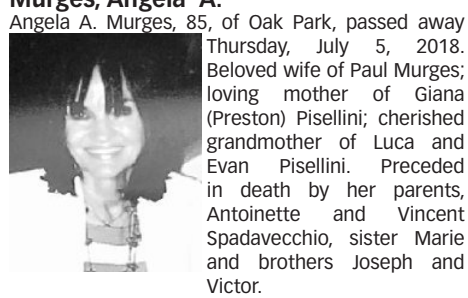 Murges, Angela A.
Angela A. Murges, 85, of Oak Park, passed away
Thursday, July 5, 2018.
Beloved wife of Paul Murges;
loving mother of Giana
(Preston) Pisellini; cherished
grandmother of Luca and
Evan Pisellini. Preceded
in death by her parents,
Antoinette and Vincent
Spadavecchio, sister Marie
and brothers Joseph and
Victor.